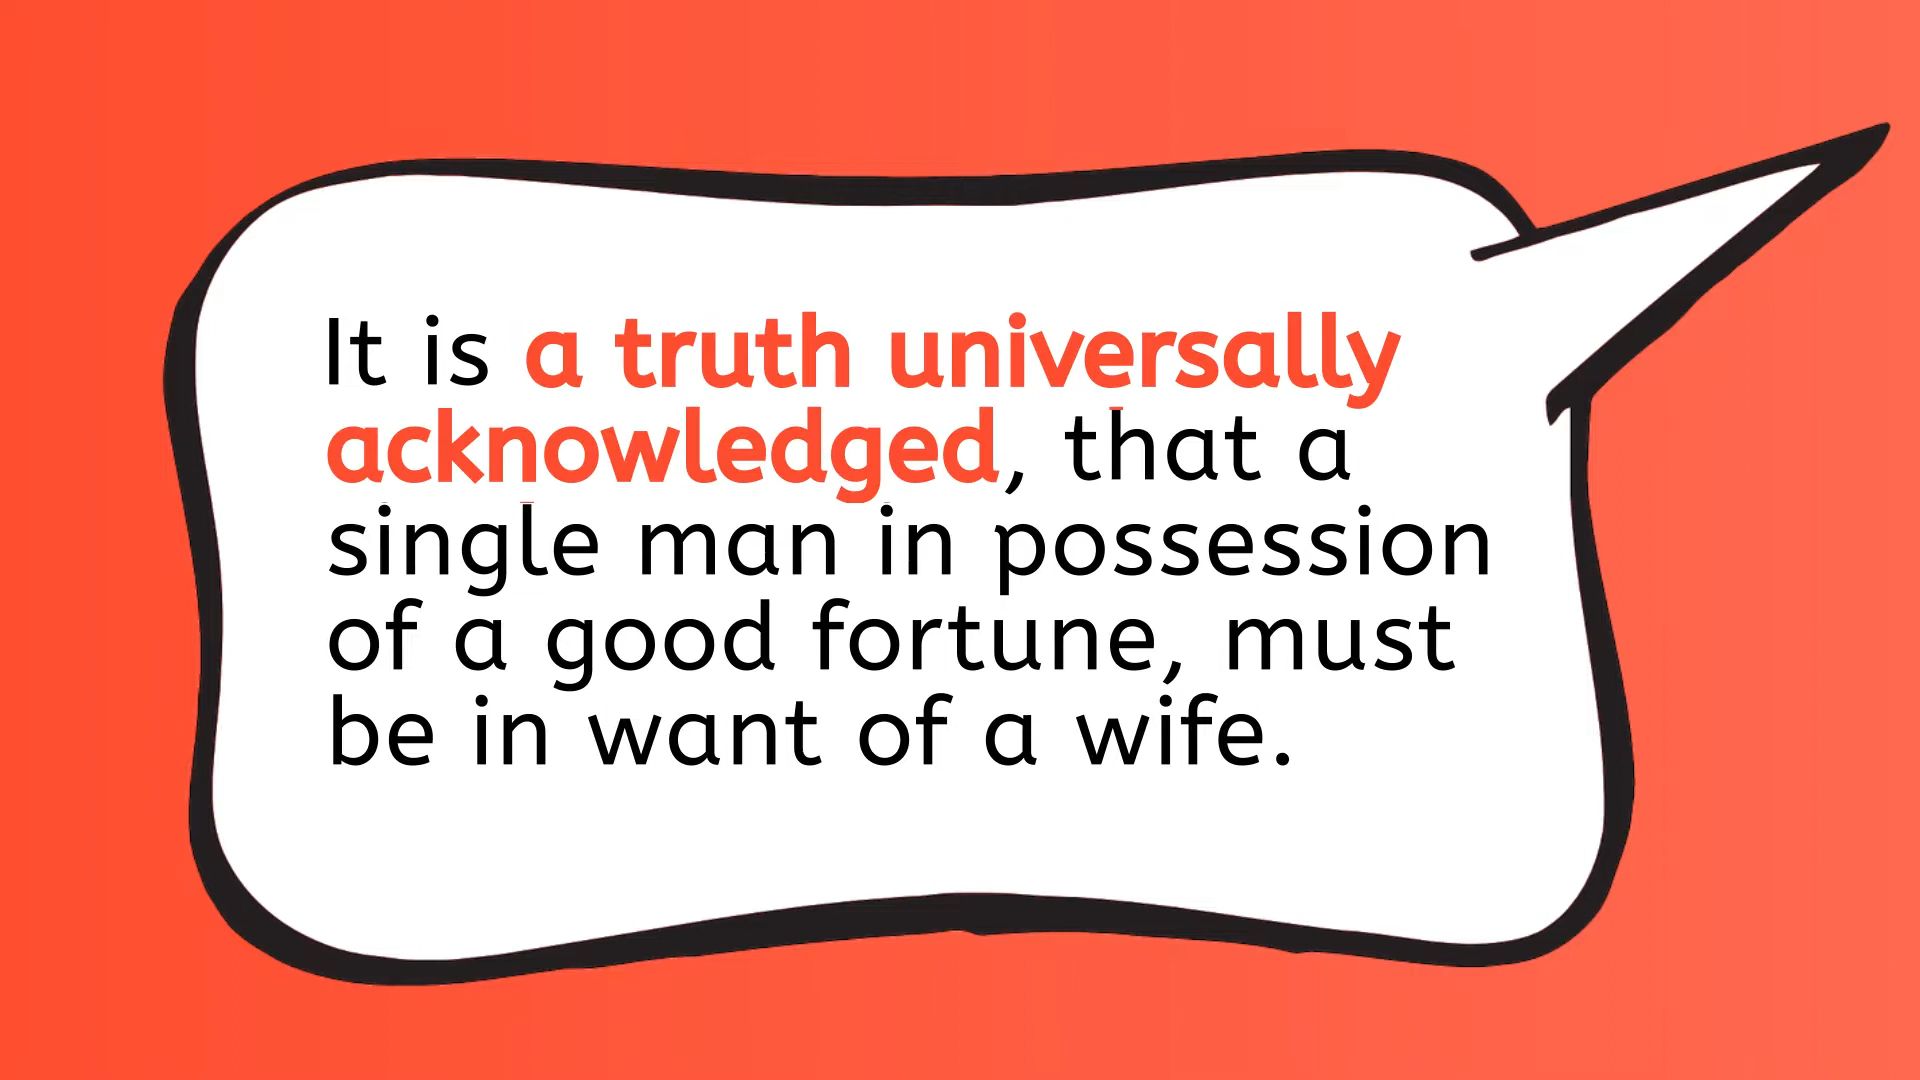 It is a truth universally
acknowledged, that a
single man in possession
of a good fortune, must
be in want of a wife.